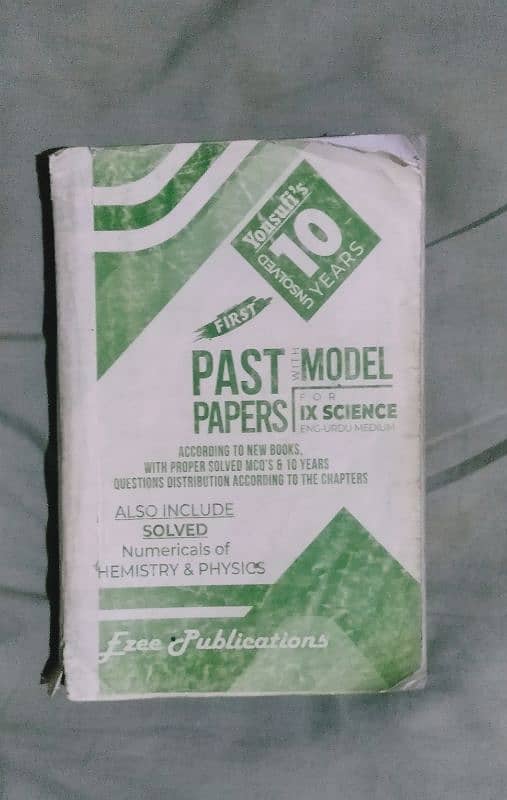 Yousufi's
10
UNSOLVED
YEARS
FIRST
PAST WITH MODEL
PAPERS FOR
IX SCIENCE
ENG-URDU MEDIUM
ACCORDING TO NEW BOOKS,
WITH PROPER SOLVED MCQ'S & 10 YEARS
QUESTIONS DISTRIBUTION ACCORDING TO THE CHAPTERS
ALSO INCLUDE
SOLVED
Numericals of
HEMISTRY & PHYSICS
Ezee Publications